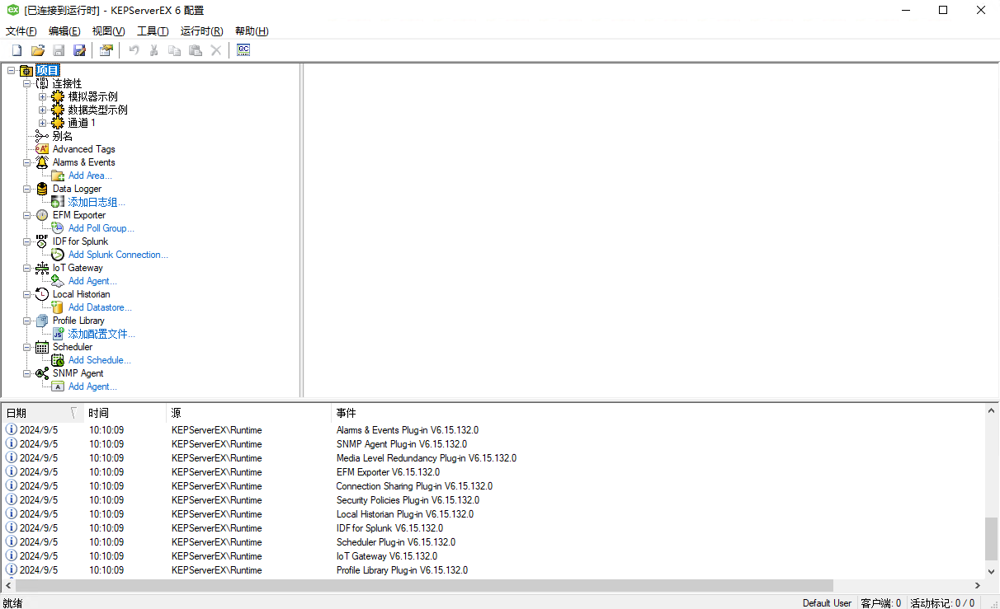 ex [已连接到运行时] - KEPServerEX 6 配置
文件(F) 编辑(E) 视图(V) 工具(T) 运行时(R) 帮助(H)
QC
项目
连接性
模拟器示例
数据类型示例
通道 1
别名
Advanced Tags
Alarms & Events
Add Area...
Data Logger
添加日志组...
EFM Exporter
Add Poll Group...
IDF for Splunk
Add Splunk Connection...
IoT Gateway
Add Agent...
Local Historian
Add Datastore...
Profile Library
添加配置文件...
Scheduler
Add Schedule...
SNMP Agent
Add Agent...
日期 时间 源 事件
2024/9/5 10:10:09 KEPServerEX\Runtime Alarms & Events Plug-in V6.15.132.0
2024/9/5 10:10:09 KEPServerEX\Runtime SNMP Agent Plug-in V6.15.132.0
2024/9/5 10:10:09 KEPServerEX\Runtime Media Level Redundancy Plug-in V6.15.132.0
2024/9/5 10:10:09 KEPServerEX\Runtime EFM Exporter V6.15.132.0
2024/9/5 10:10:09 KEPServerEX\Runtime Connection Sharing Plug-in V6.15.132.0
2024/9/5 10:10:09 KEPServerEX\Runtime Security Policies Plug-in V6.15.132.0
2024/9/5 10:10:09 KEPServerEX\Runtime Local Historian Plug-in V6.15.132.0
2024/9/5 10:10:09 KEPServerEX\Runtime IDF for Splunk V6.15.132.0
2024/9/5 10:10:09 KEPServerEX\Runtime Scheduler Plug-in V6.15.132.0
2024/9/5 10:10:09 KEPServerEX\Runtime IoT Gateway V6.15.132.0
2024/9/5 10:10:09 KEPServerEX\Runtime Profile Library Plug-in V6.15.132.0
就绪 Default User 客户端: 0 活动标记: 0 / 0